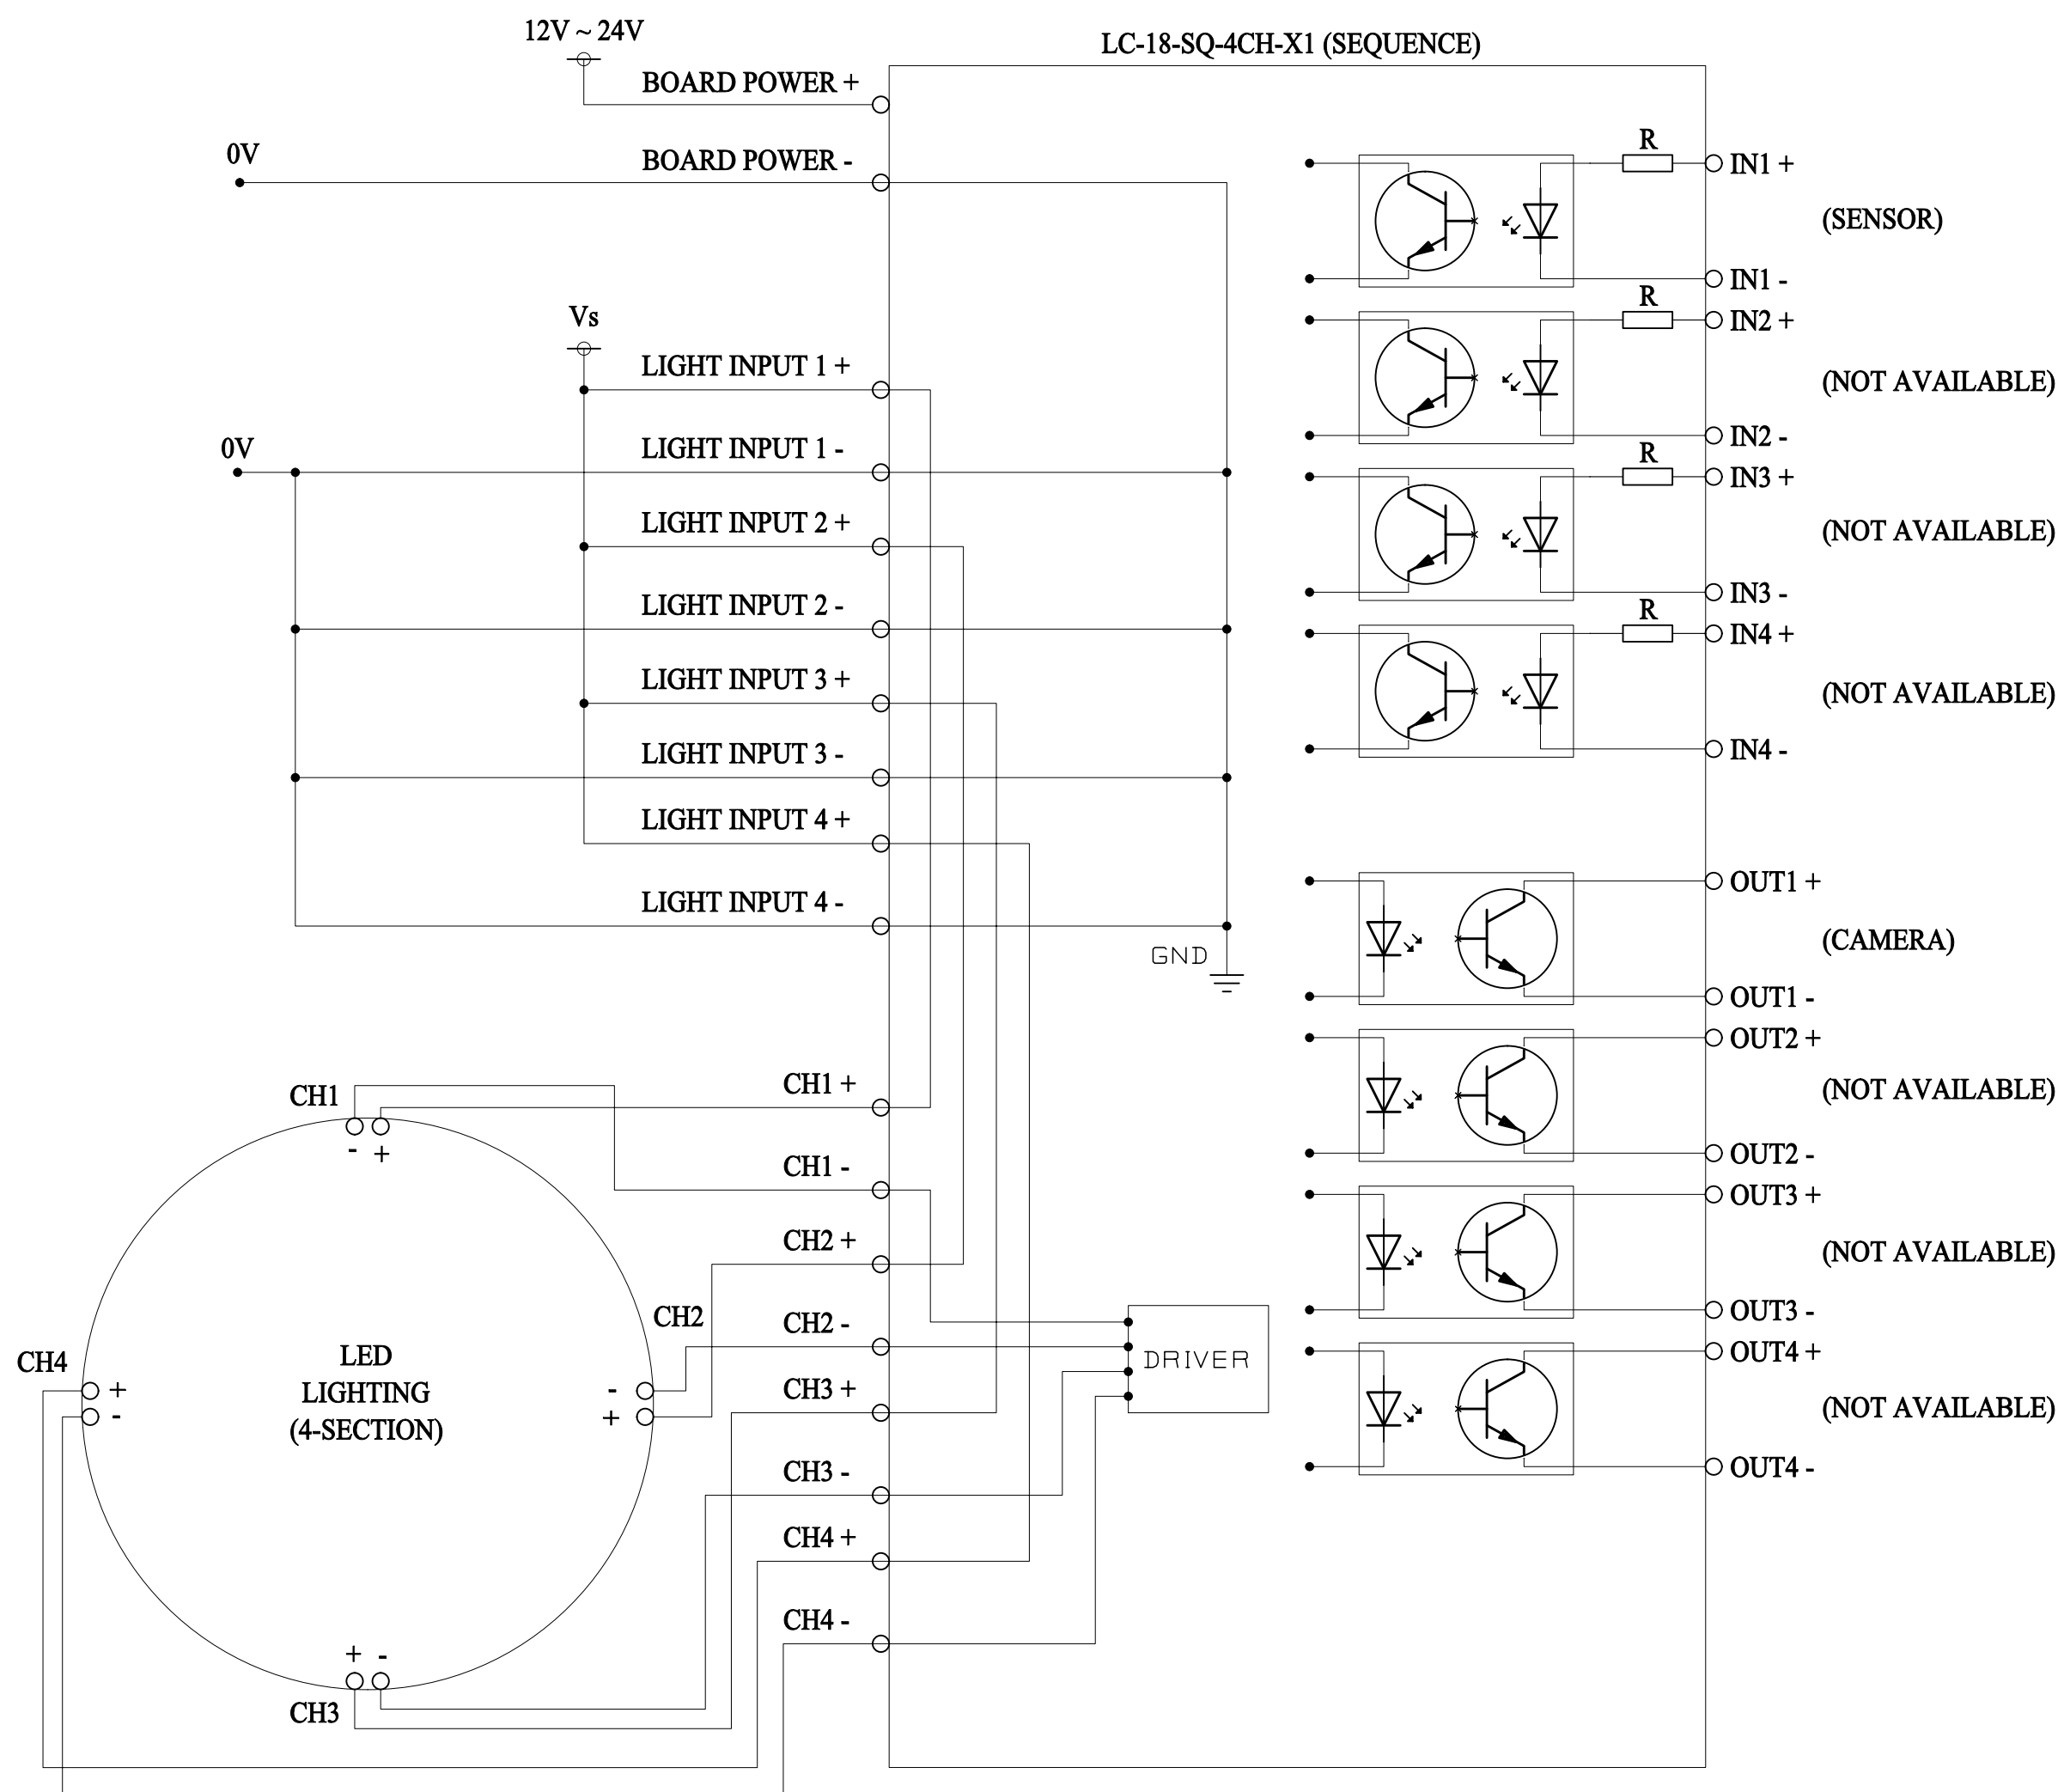 12V ~ 24V
LC-18-SQ-4CH-X1 (SEQUENCE)
BOARD POWER +
0V
BOARD POWER -
Vs
LIGHT INPUT 1 +
0V
LIGHT INPUT 1 -
LIGHT INPUT 2 +
LIGHT INPUT 2 -
LIGHT INPUT 3 +
LIGHT INPUT 3 -
LIGHT INPUT 4 +
LIGHT INPUT 4 -
GND
CH1 +
CH1 -
CH2 +
CH2 -
CH3 +
CH3 -
CH4 +
CH4 -
DRIVER
CH1
- +
CH2
-
+
CH4
+
-
LED
LIGHTING
(4-SECTION)
+ -
CH3
R
IN1 +
(SENSOR)
IN1 -
R
IN2 +
(NOT AVAILABLE)
IN2 -
R
IN3 +
(NOT AVAILABLE)
IN3 -
R
IN4 +
(NOT AVAILABLE)
IN4 -
OUT1 +
(CAMERA)
OUT1 -
OUT2 +
(NOT AVAILABLE)
OUT2 -
OUT3 +
(NOT AVAILABLE)
OUT3 -
OUT4 +
(NOT AVAILABLE)
OUT4 -